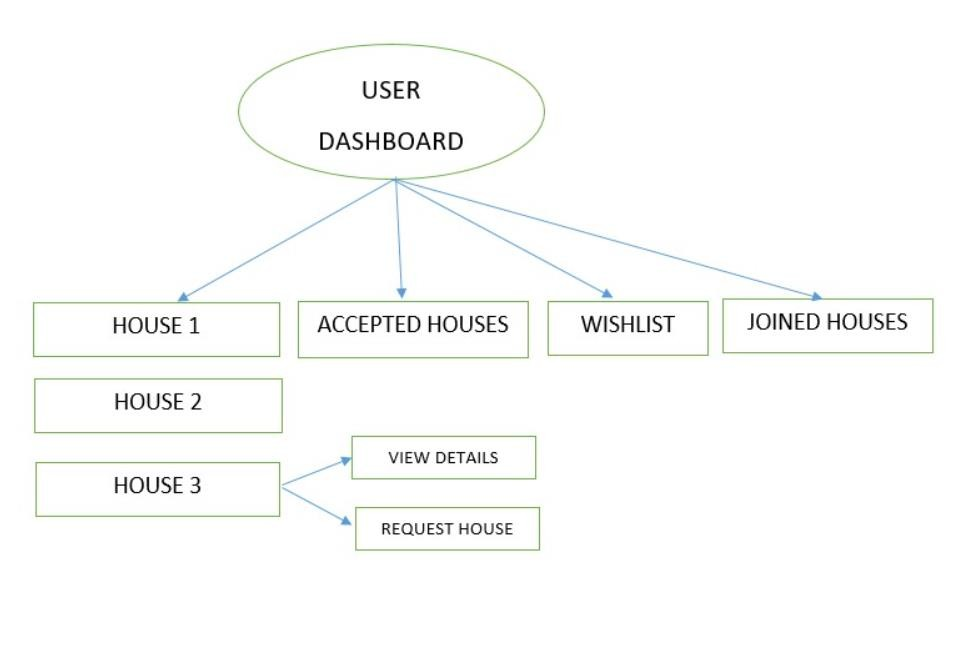 USER
DASHBOARD
HOUSE 1
ACCEPTED HOUSES
WISHLIST
JOINED HOUSES
HOUSE 2
HOUSE 3
VIEW DETAILS
REQUEST HOUSE